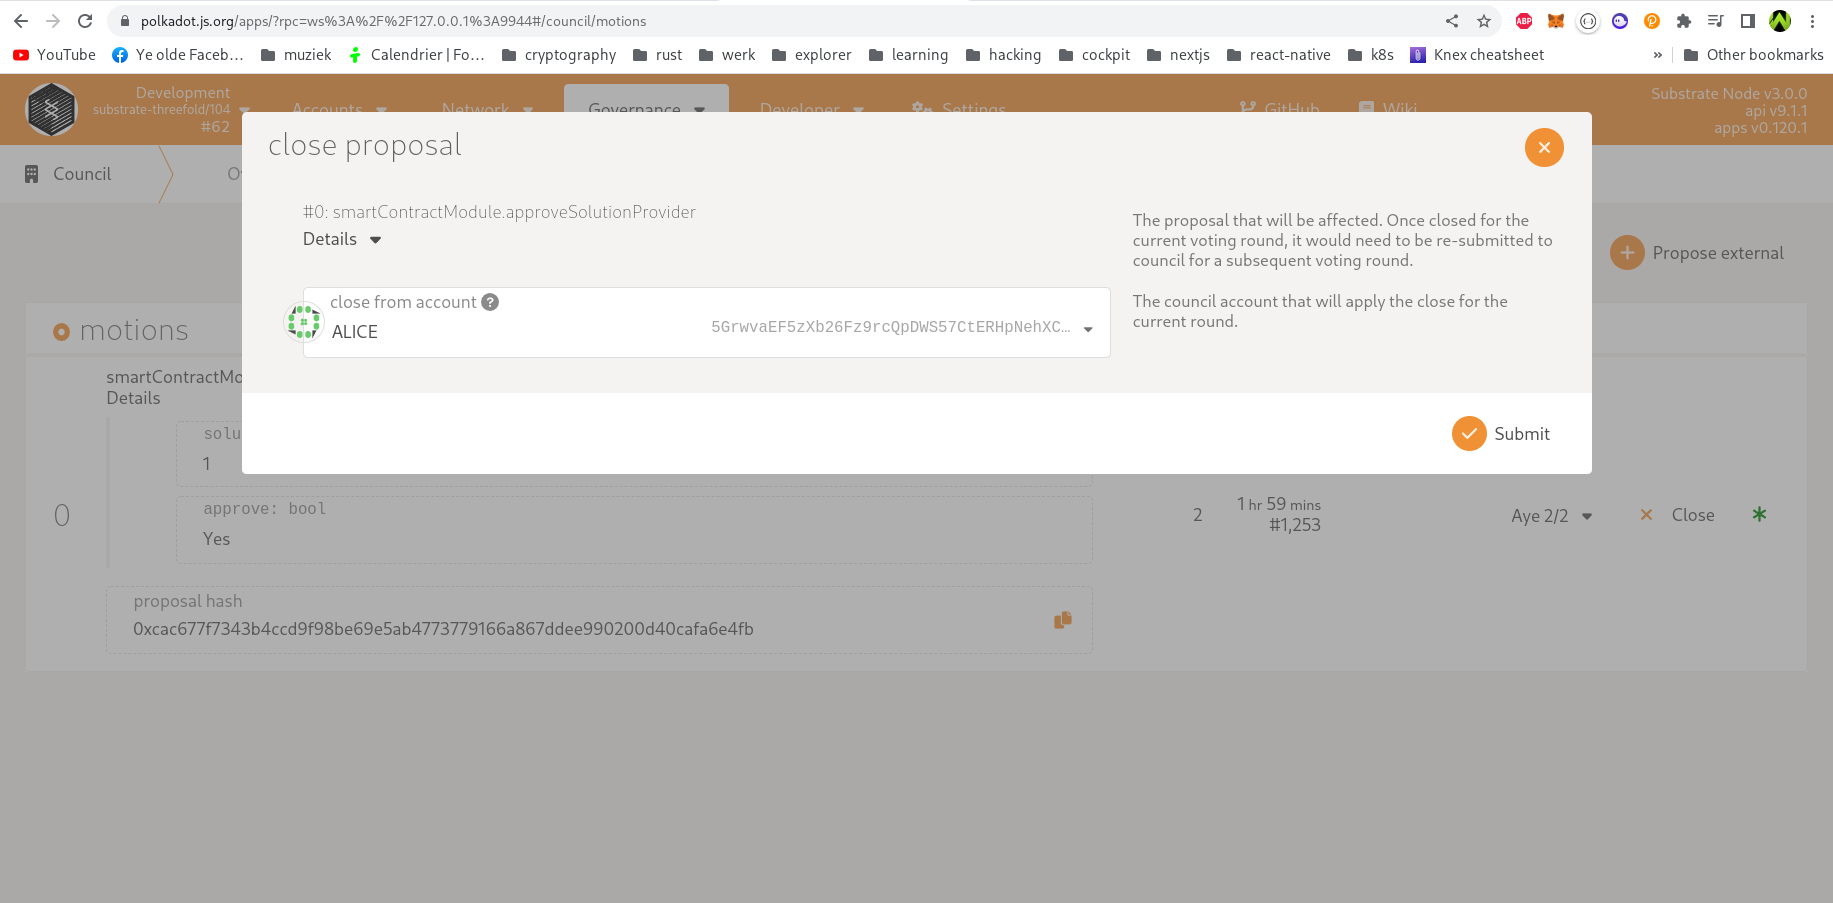 polkadot.js.org/apps/?rpc=ws%3A%2F%2F127.0.0.1%3A9944#/council/motions
ABP
YouTube Ye olde Faceb… muziek Calendrier | Fo… cryptography rust werk explorer learning hacking cockpit nextjs react-native k8s Knex cheatsheet » Other bookmarks
Development
substrate-threefold/104
#62
Accounts Network Governance Developer Settings GitHub Wiki
Substrate Node v3.0.0
api v9.1.1
apps v0.120.1
close proposal
Council
#0: smartContractModule.approveSolutionProvider
Details
The proposal that will be affected. Once closed for the
current voting round, it would need to be re-submitted to
council for a subsequent voting round.
Propose external
close from account ?
ALICE 5GrwvaEF5zXb26Fz9rcQpDWS57CtERHpNehXC…
The council account that will apply the close for the
current round.
motions
smartContractMo
Details
Submit
solu
1
0
approve: bool
Yes
2
1 hr 59 mins
#1,253
Aye 2/2
Close
proposal hash
0xcac677f7343b4ccd9f98be69e5ab4773779166a867ddee990200d40cafa6e4fb